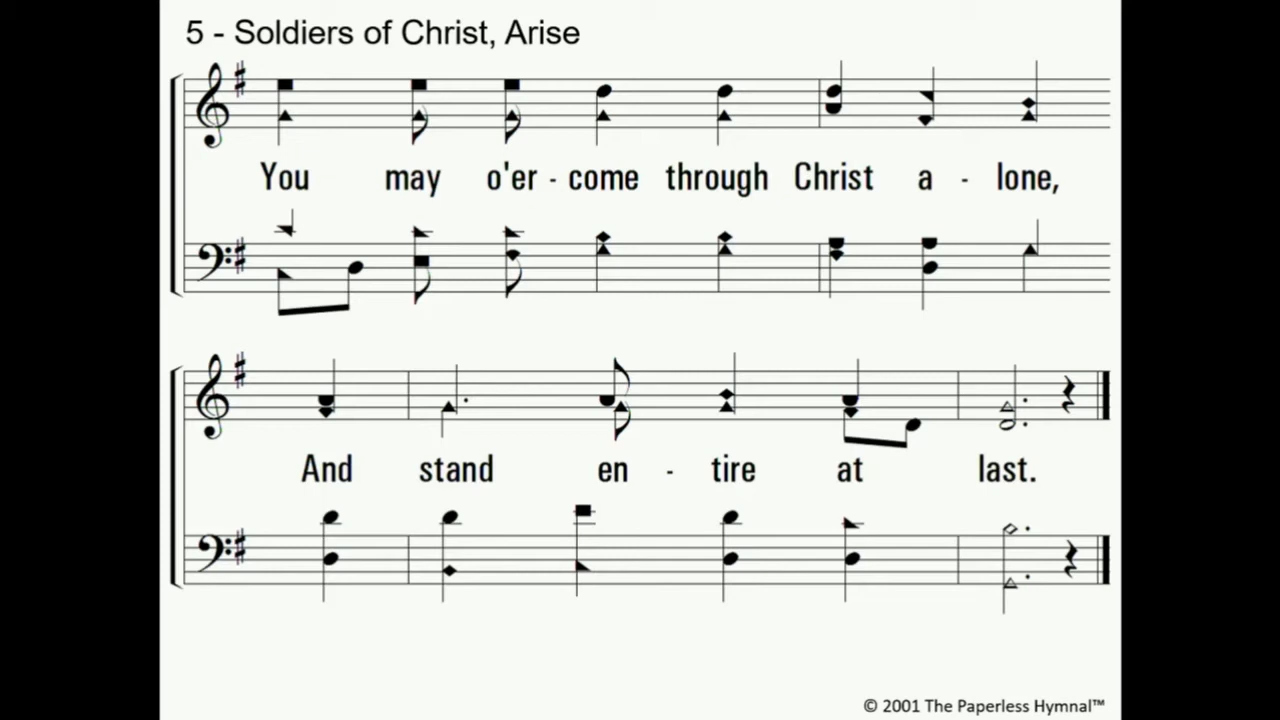 5 - Soldiers of Christ, Arise
You may o'er - come through Christ a - lone,
And stand en - tire at last.
© 2001 The Paperless Hymnal™